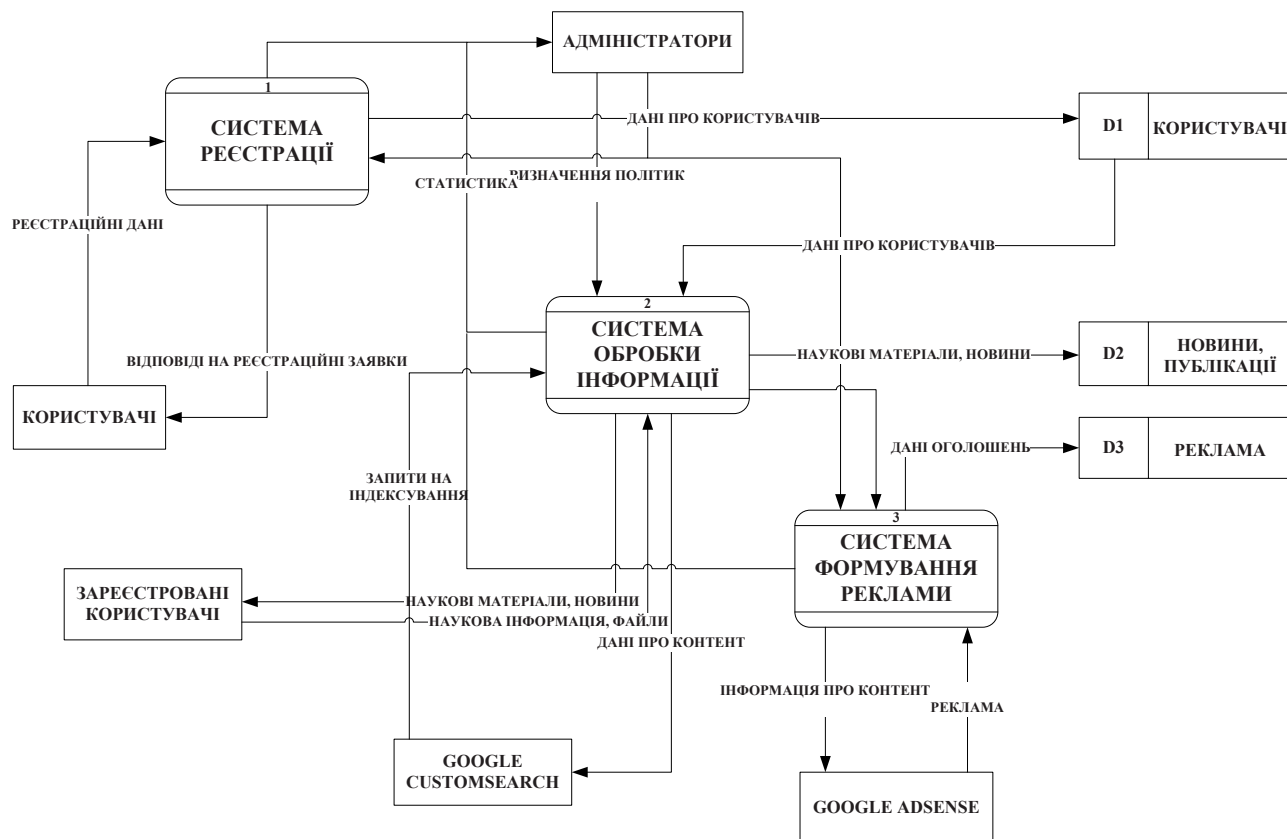 АДМІНІСТРАТОРИ
1
СИСТЕМА
РЕЄСТРАЦІЇ
ДАНІ ПРО КОРИСТУВАЧІВ
D1
КОРИСТУВАЧІ
СТАТИСТИКА
ИЗНАЧЕННЯ ПОЛІТИК
РЕЄСТРАЦІЙНІ ДАНІ
ДАНІ ПРО КОРИСТУВАЧІВ
2
СИСТЕМА
ОБРОБКИ
ІНФОРМАЦІЇ
ВІДПОВІДІ НА РЕЄСТРАЦІЙНІ ЗАЯВКИ
НАУКОВІ МАТЕРІАЛИ, НОВИНИ
D2
НОВИНИ,
ПУБЛІКАЦІЇ
КОРИСТУВАЧІ
ДАНІ ОГОЛОШЕНЬ
D3
РЕКЛАМА
ЗАПИТИ НА
ІНДЕКСУВАННЯ
3
СИСТЕМА
ФОРМУВАННЯ
РЕКЛАМИ
ЗАРЕЄСТРОВАНІ
КОРИСТУВАЧІ
НАУКОВІ МАТЕРІАЛИ, НОВИНИ
НАУКОВА ІНФОРМАЦІЯ, ФАЙЛИ
ДАНІ ПРО КОНТЕНТ
ІНФОРМАЦІЯ ПРО КОНТЕНТ
РЕКЛАМА
GOOGLE
CUSTOMSEARCH
GOOGLE ADSENSE